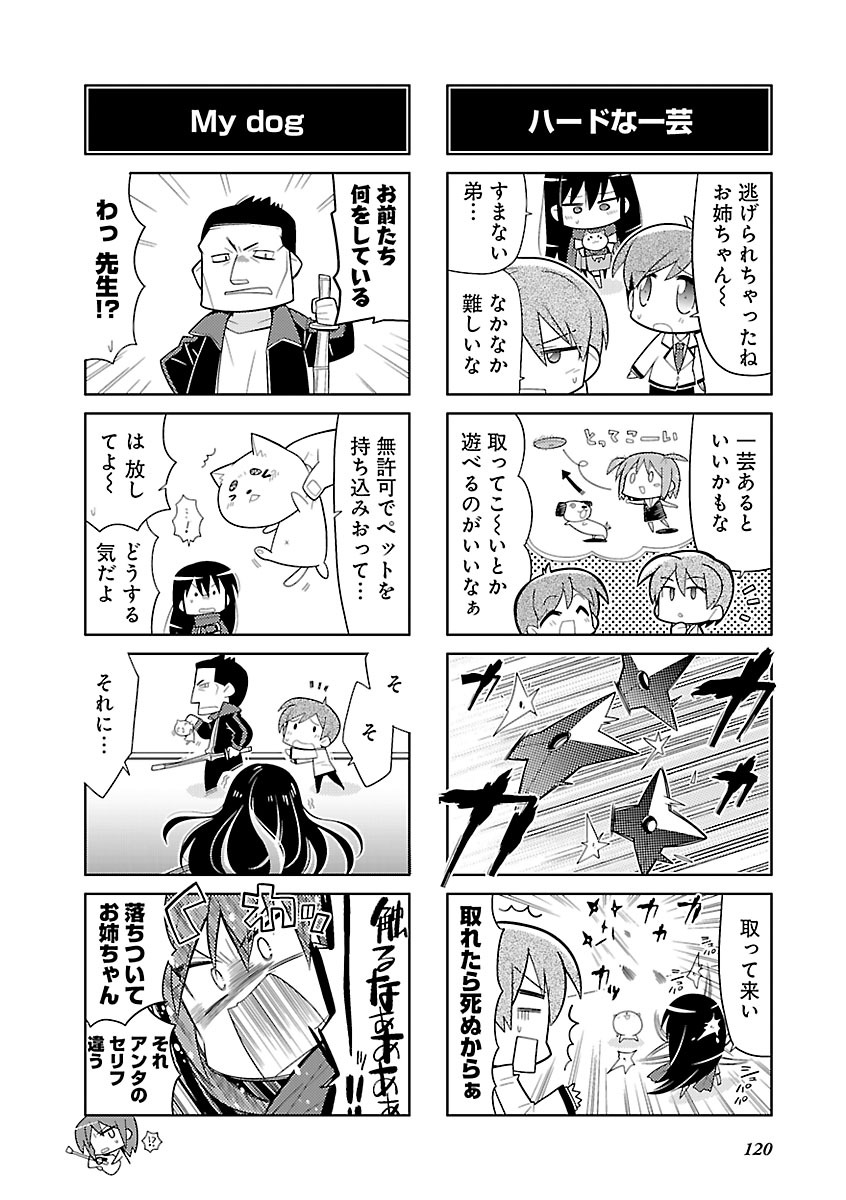 ハードな一芸
逃げられちゃったね
お姉ちゃん〜
すまない
弟…
なかなか
難しいな
一芸あると
いいかもな
とってこーい
取ってこ〜いとか
遊べるのがいいなぁ
取って来い
取れたら死ぬからぁ
My dog
お前たち
何をしている
わっ 先生!?
無許可でペットを
持ち込みおって…
は 放し
てよ〜
…!
どうする
気だよ
そ
そ
それに…
触るなぁぁぁぁぁ!!
ぐわっ
落ちついて
お姉ちゃん
それ
アンタの
セリフ
違う
!?
120